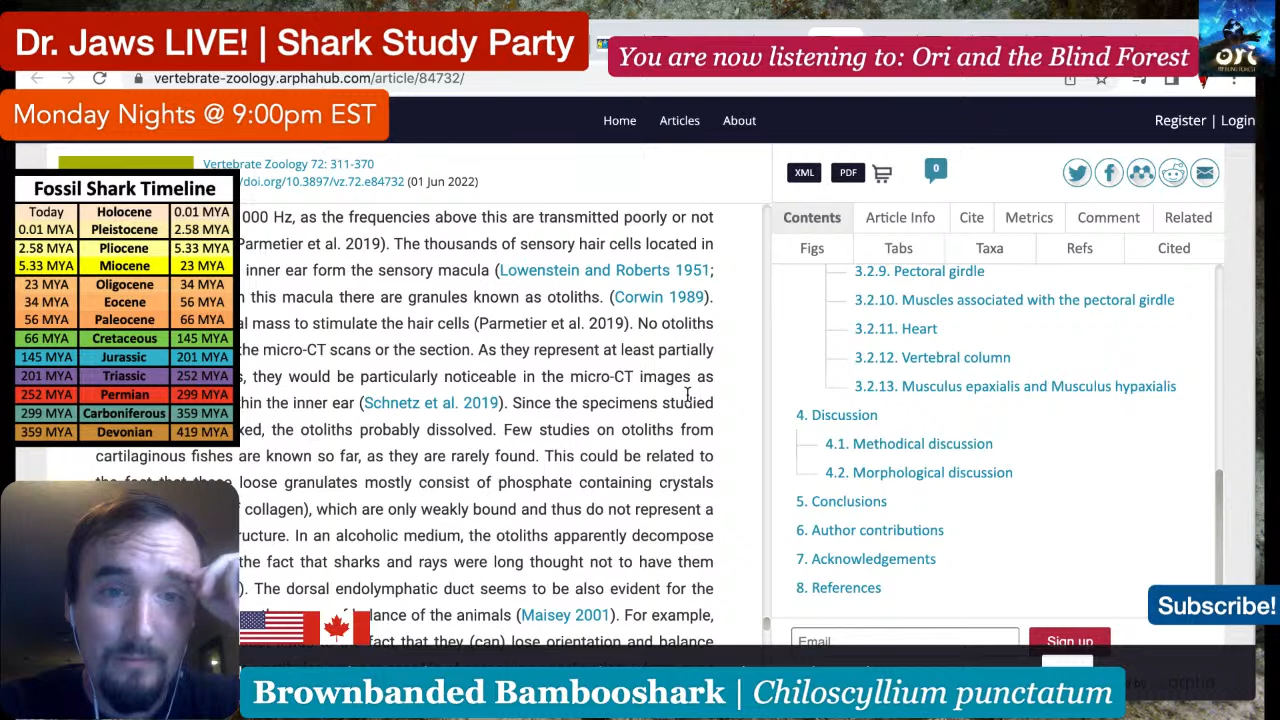 Dr. Jaws LIVE! | Shark Study Party
You are now listening to: Ori and the Blind Forest
ori
vertebrate-zoology.arphahub.com/article/84732/
Monday Nights @ 9:00pm EST
Home Articles About
Register | Login
Vertebrate Zoology 72: 311-370
/doi.org/10.3897/vz.72.e84732 (01 Jun 2022)
XML PDF 0
Fossil Shark Timeline
Today Holocene 0.01 MYA
0.01 MYA Pleistocene 2.58 MYA
2.58 MYA Pliocene 5.33 MYA
5.33 MYA Miocene 23 MYA
23 MYA Oligocene 34 MYA
34 MYA Eocene 56 MYA
56 MYA Paleocene 66 MYA
66 MYA Cretaceous 145 MYA
145 MYA Jurassic 201 MYA
201 MYA Triassic 252 MYA
252 MYA Permian 299 MYA
299 MYA Carboniferous 359 MYA
359 MYA Devonian 419 MYA
000 Hz, as the frequencies above this are transmitted poorly or not
Parmetier et al. 2019). The thousands of sensory hair cells located in
inner ear form the sensory macula (Lowenstein and Roberts 1951;
this macula there are granules known as otoliths. (Corwin 1989).
mass to stimulate the hair cells (Parmetier et al. 2019). No otoliths
the micro-CT scans or the section. As they represent at least partially
they would be particularly noticeable in the micro-CT images as
the inner ear (Schnetz et al. 2019). Since the specimens studied
the otoliths probably dissolved. Few studies on otoliths from
cartilaginous fishes are known so far, as they are rarely found. This could be related to
loose granulates mostly consist of phosphate containing crystals
collagen), which are only weakly bound and thus do not represent a
In an alcoholic medium, the otoliths apparently decompose
the fact that sharks and rays were long thought not to have them
The dorsal endolymphatic duct seems to be also evident for the
of the animals (Maisey 2001). For example,
that they (can) lose orientation and balance
Contents Article Info Cite Metrics Comment Related
Figs Tabs Taxa Refs Cited
3.2.9. Pectoral girdle
3.2.10. Muscles associated with the pectoral girdle
3.2.11. Heart
3.2.12. Vertebral column
3.2.13. Musculus epaxialis and Musculus hypaxialis
4. Discussion
4.1. Methodical discussion
4.2. Morphological discussion
5. Conclusions
6. Author contributions
7. Acknowledgements
8. References
Subscribe!
Email
Sign up
Brownbanded Bambooshark | Chiloscyllium punctatum